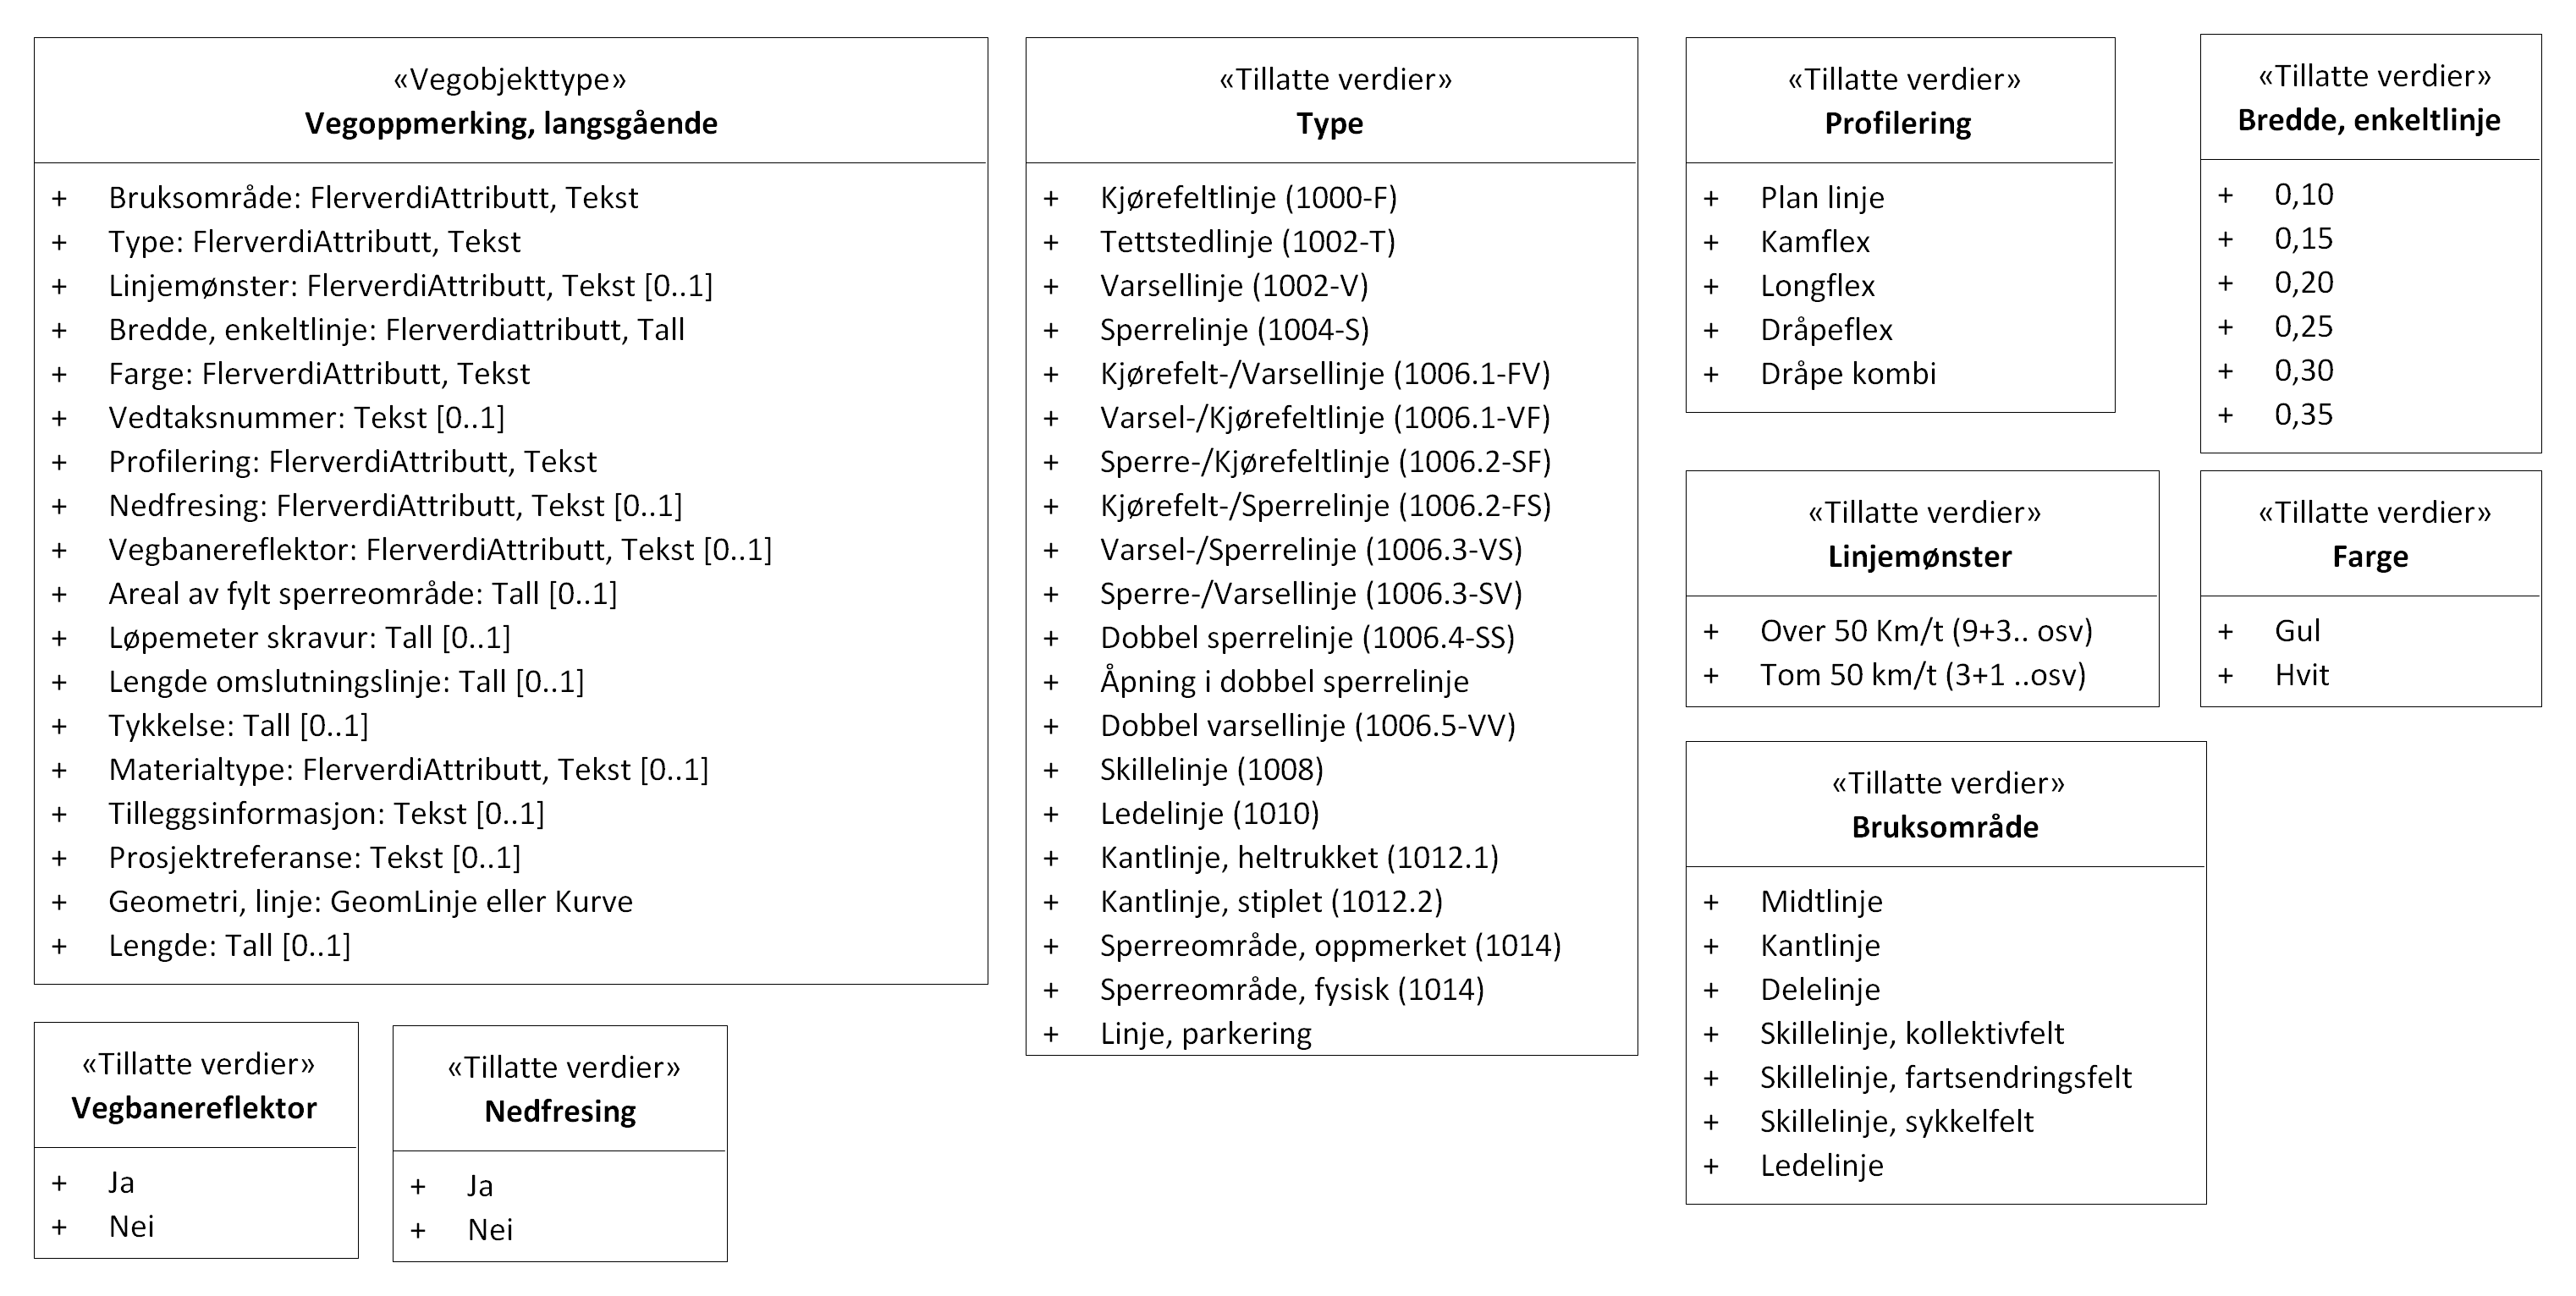 «Vegobjekttype»
Vegoppmerking, langsgående
+ Bruksområde: FlerverdiAttributt, Tekst
+ Type: FlerverdiAttributt, Tekst
+ Linjemønster: FlerverdiAttributt, Tekst [0..1]
+ Bredde, enkeltlinje: Flerverdiattributt, Tall
+ Farge: FlerverdiAttributt, Tekst
+ Vedtaksnummer: Tekst [0..1]
+ Profilering: FlerverdiAttributt, Tekst
+ Nedfresing: FlerverdiAttributt, Tekst [0..1]
+ Vegbanereflektor: FlerverdiAttributt, Tekst [0..1]
+ Areal av fylt sperreområde: Tall [0..1]
+ Løpemeter skravur: Tall [0..1]
+ Lengde omslutningslinje: Tall [0..1]
+ Tykkelse: Tall [0..1]
+ Materialtype: FlerverdiAttributt, Tekst [0..1]
+ Tilleggsinformasjon: Tekst [0..1]
+ Prosjektreferanse: Tekst [0..1]
+ Geometri, linje: GeomLinje eller Kurve
+ Lengde: Tall [0..1]
«Tillatte verdier»
Vegbanereflektor
+ Ja
+ Nei
«Tillatte verdier»
Nedfresing
+ Ja
+ Nei
«Tillatte verdier»
Type
+ Kjørefeltlinje (1000-F)
+ Tettstedlinje (1002-T)
+ Varsellinje (1002-V)
+ Sperrelinje (1004-S)
+ Kjørefelt-/Varsellinje (1006.1-FV)
+ Varsel-/Kjørefeltlinje (1006.1-VF)
+ Sperre-/Kjørefeltlinje (1006.2-SF)
+ Kjørefelt-/Sperrelinje (1006.2-FS)
+ Varsel-/Sperrelinje (1006.3-VS)
+ Sperre-/Varsellinje (1006.3-SV)
+ Dobbel sperrelinje (1006.4-SS)
+ Åpning i dobbel sperrelinje
+ Dobbel varsellinje (1006.5-VV)
+ Skillelinje (1008)
+ Ledelinje (1010)
+ Kantlinje, heltrukket (1012.1)
+ Kantlinje, stiplet (1012.2)
+ Sperreområde, oppmerket (1014)
+ Sperreområde, fysisk (1014)
+ Linje, parkering
«Tillatte verdier»
Profilering
+ Plan linje
+ Kamflex
+ Longflex
+ Dråpeflex
+ Dråpe kombi
«Tillatte verdier»
Bredde, enkeltlinje
+ 0,10
+ 0,15
+ 0,20
+ 0,25
+ 0,30
+ 0,35
«Tillatte verdier»
Linjemønster
+ Over 50 Km/t (9+3.. osv)
+ Tom 50 km/t (3+1 ..osv)
«Tillatte verdier»
Farge
+ Gul
+ Hvit
«Tillatte verdier»
Bruksområde
+ Midtlinje
+ Kantlinje
+ Delelinje
+ Skillelinje, kollektivfelt
+ Skillelinje, fartsendringsfelt
+ Skillelinje, sykkelfelt
+ Ledelinje